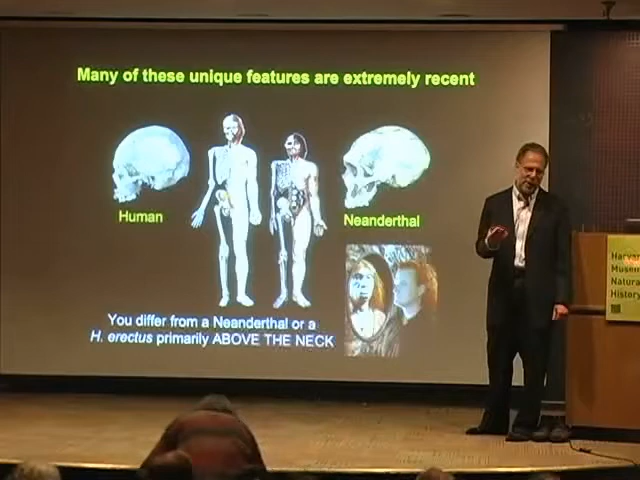 Many of these unique features are extremely recent
Human
Neanderthal
You differ from a Neanderthal or a
H. erectus primarily ABOVE THE NECK
Harvard
Museum
Natural
History